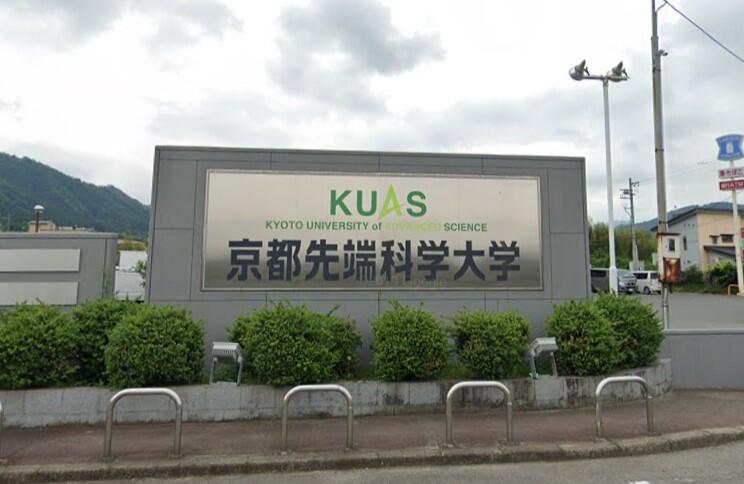 KUAS
KYOTO UNIVERSITY of ADVANCED SCIENCE
京都先端科学大学